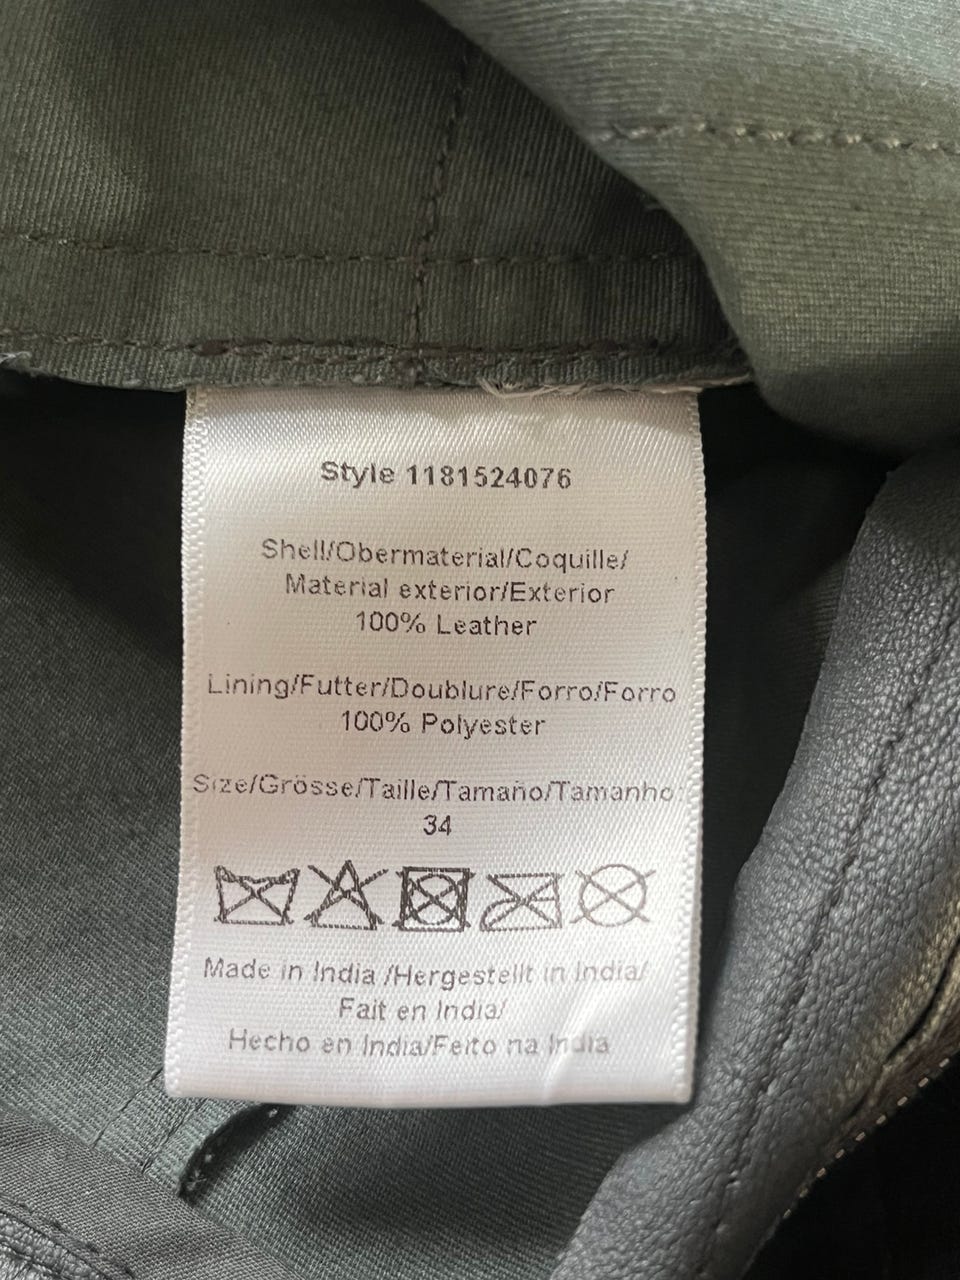 Style 1181524076
Shell/Obermaterial/Coquille/
Material exterior/Exterior
100% Leather
Lining/Futter/Doublure/Forro/Forro
100% Polyester
Size/Grösse/Taille/Tamaño/Tamanho:
34
Made in India /Hergestellt in India/
Fait en India/
Hecho en India/Feito na India